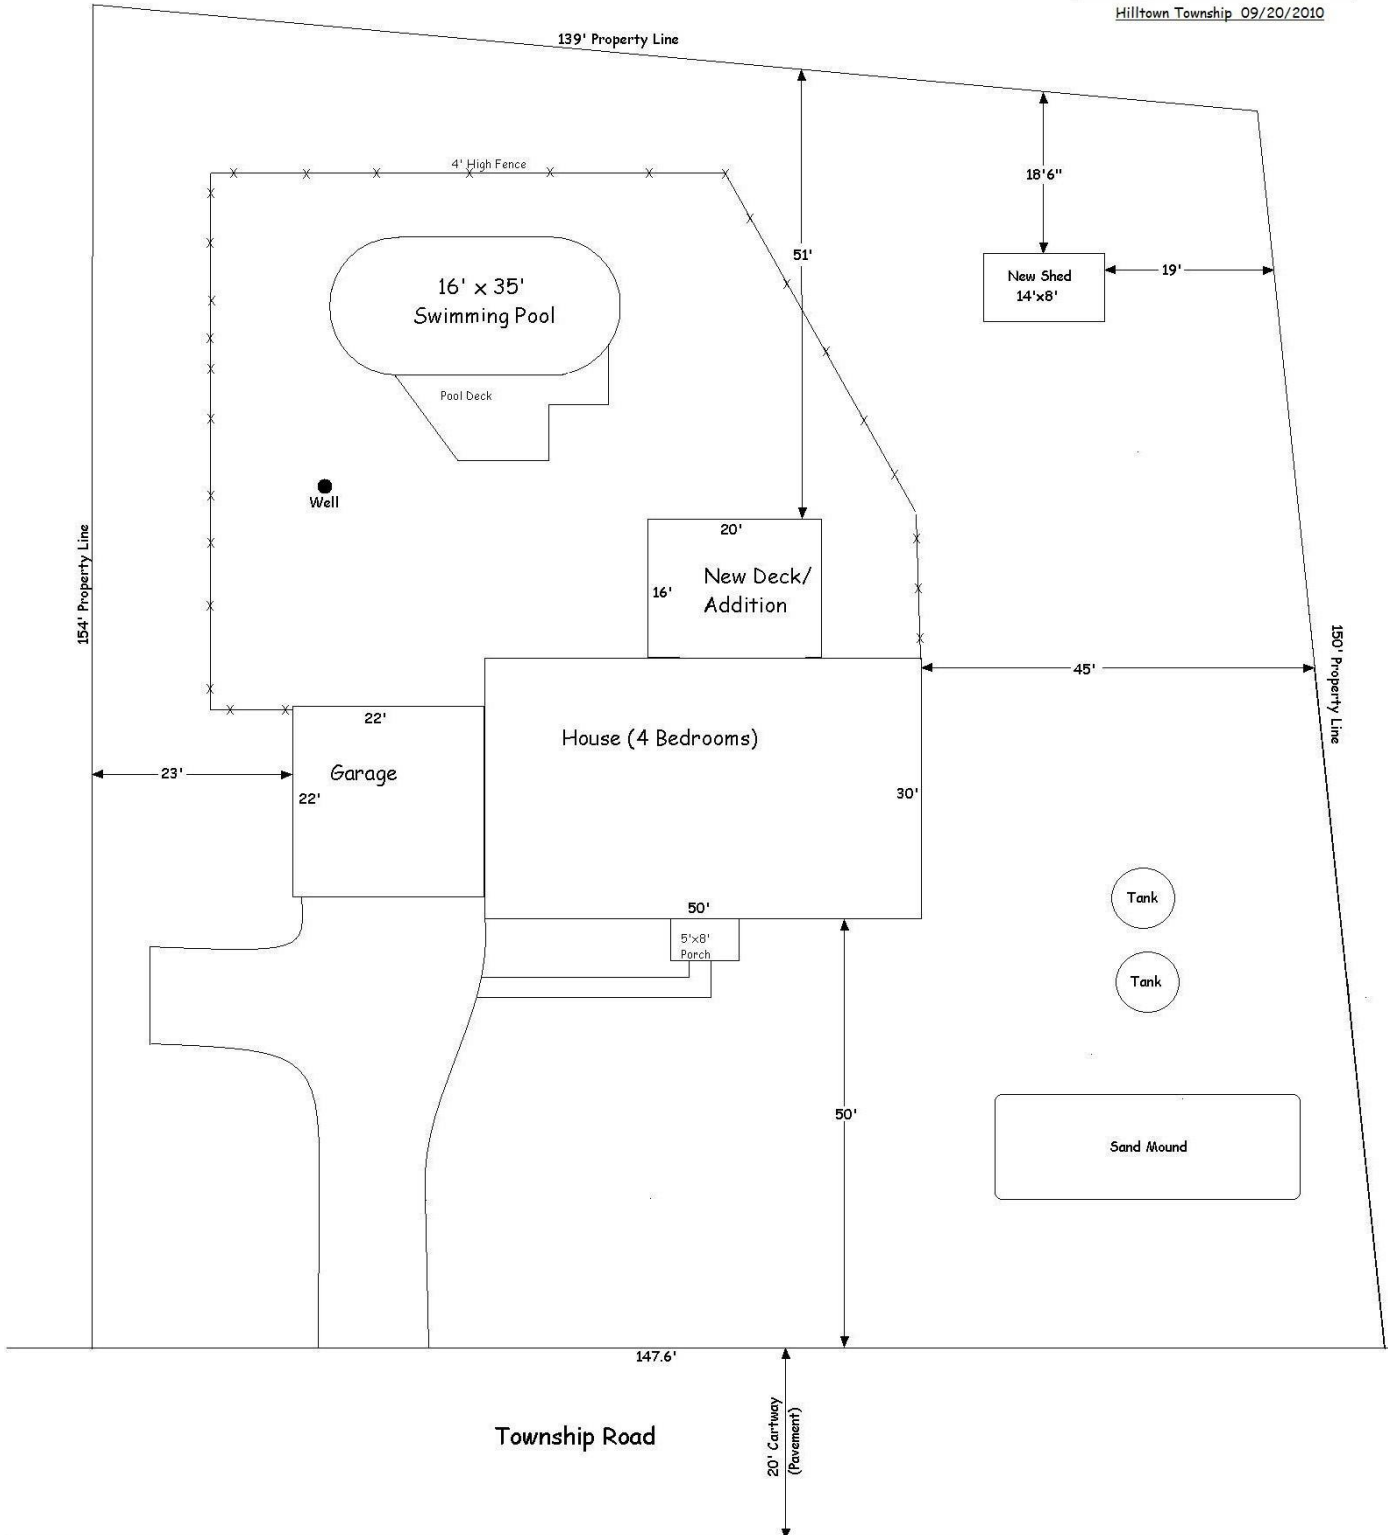 Hilltown Township 09/20/2010
139' Property Line
4' High Fence
18'6"
51'
New Shed
14'x8'
19'
16' x 35'
Swimming Pool
Pool Deck
Well
20'
New Deck/
Addition
16'
154' Property Line
150' Property Line
45'
22'
Garage
22'
23'
House (4 Bedrooms)
30'
50'
5'x8'
Porch
Tank
Tank
50'
Sand Mound
147.6'
Township Road
20' Cartway
(Pavement)